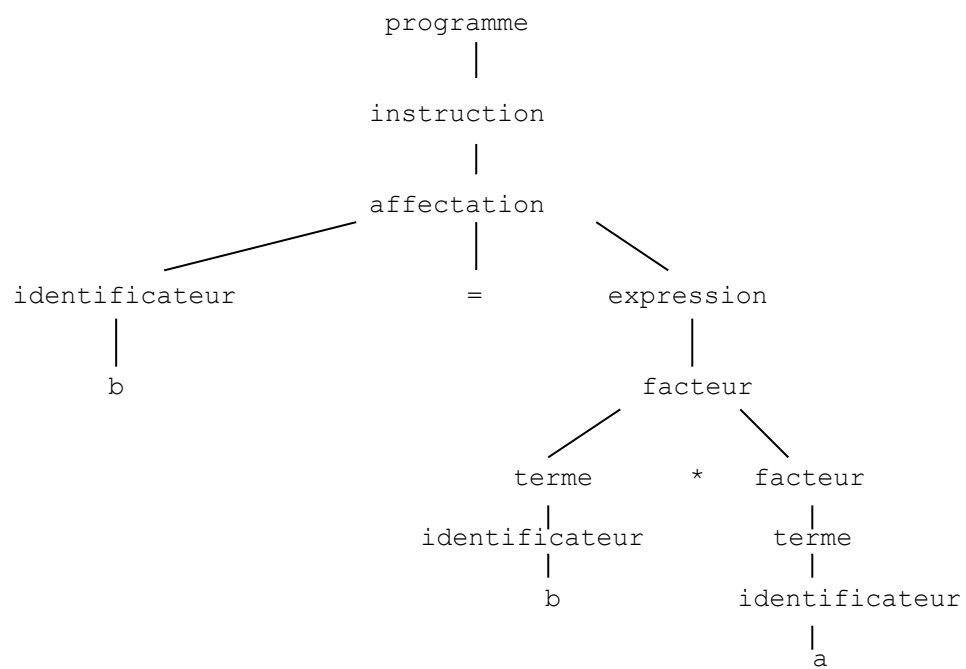 programme
instruction
affectation
identificateur = expression
b facteur
terme * facteur
identificateur terme
b identificateur
a